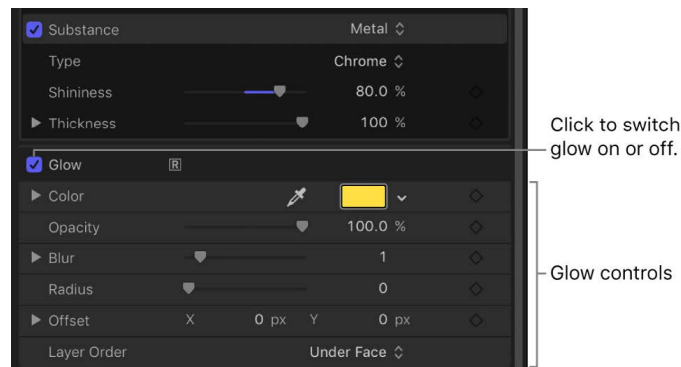 Substance Metal
Type Chrome
Shininess 80.0 %
Thickness 100 %
Click to switch
glow on or off.
Glow R
Color
Opacity 100.0 %
Blur 1
Radius 0
Offset X 0 px Y 0 px
Layer Order Under Face
Glow controls